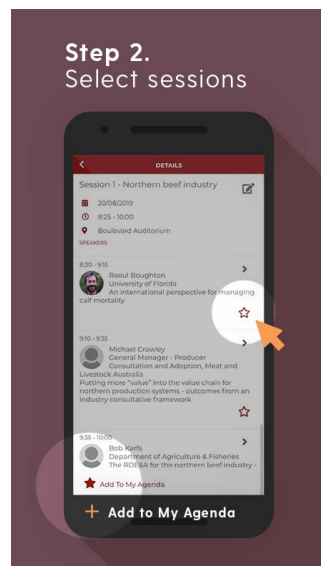 Step 2.
Select sessions
DETAILS
Session 1 - Northern beef industry
20/08/2019
8:25 - 10:00
Boulevard Auditorium
SPEAKERS
8:30 - 9:15
Raoul Boughton
University of Florida
An international perspective for managing
calf mortality
9:10 - 9:35
Michael Crowley
General Manager - Producer
Consultation and Adoption, Meat and
Livestock Australia
Putting more "value" into the value chain for
northern production systems - outcomes from an
industry consultative framework
9:35 - 10:00
Bob Karfs
Department of Agriculture & Fisheries
The RDE&A for the northern beef industry -
Add To My Agenda
+ Add to My Agenda